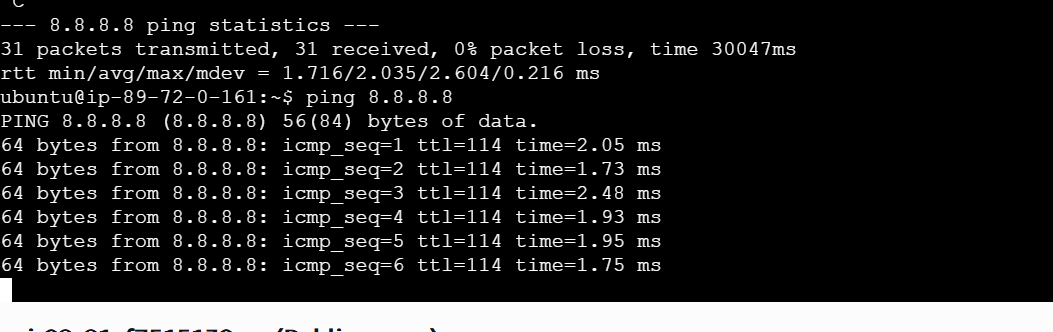 ^C
--- 8.8.8.8 ping statistics ---
31 packets transmitted, 31 received, 0% packet loss, time 30047ms
rtt min/avg/max/mdev = 1.716/2.035/2.604/0.216 ms
ubuntu@ip-89-72-0-161:~$ ping 8.8.8.8
PING 8.8.8.8 (8.8.8.8) 56(84) bytes of data.
64 bytes from 8.8.8.8: icmp_seq=1 ttl=114 time=2.05 ms
64 bytes from 8.8.8.8: icmp_seq=2 ttl=114 time=1.73 ms
64 bytes from 8.8.8.8: icmp_seq=3 ttl=114 time=2.48 ms
64 bytes from 8.8.8.8: icmp_seq=4 ttl=114 time=1.93 ms
64 bytes from 8.8.8.8: icmp_seq=5 ttl=114 time=1.95 ms
64 bytes from 8.8.8.8: icmp_seq=6 ttl=114 time=1.75 ms